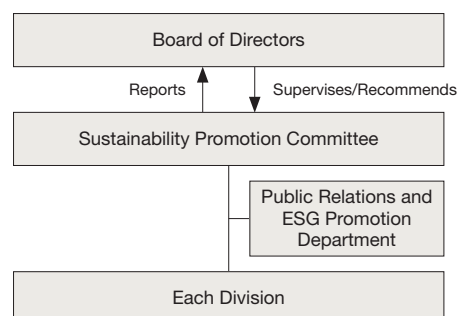 Board of Directors
Reports
Supervises/Recommends
Sustainability Promotion Committee
Public Relations and
ESG Promotion
Department
Each Division